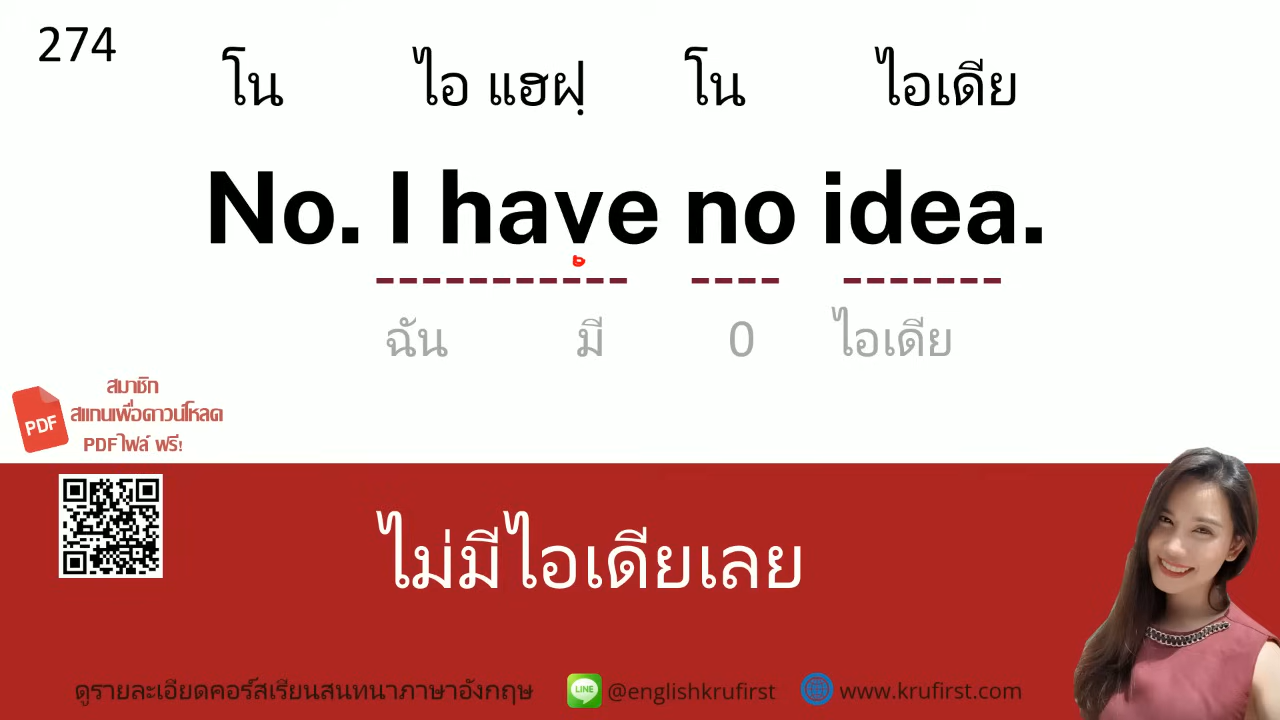 274
โน ไอ แฮฝฺ โน ไอเดีย
No. I have no idea.
ฉัน มี 0 ไอเดีย
สมาชิก
สแกนเพื่อดาวน์โหลด
PDF PDFไฟล์ ฟรี!
ไม่มีไอเดียเลย
ดูรายละเอียดคอร์สเรียนสนทนาภาษาอังกฤษ LINE @englishkrufirst www.krufirst.com